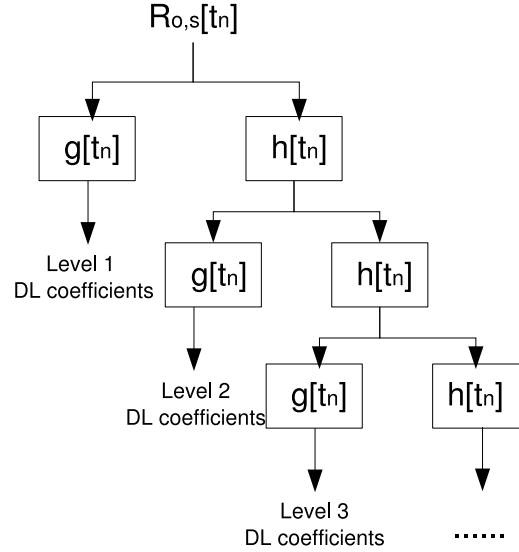 Ro,s[tn]
g[tn]
h[tn]
Level 1
DL coefficients
g[tn]
h[tn]
Level 2
DL coefficients
g[tn]
h[tn]
Level 3
DL coefficients
.......